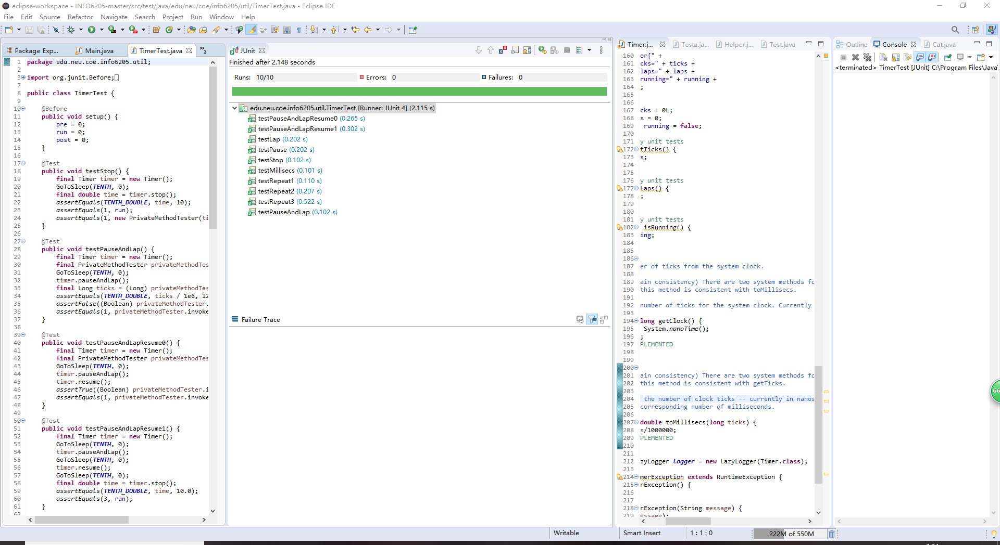 eclipse-workspace - INFO6205-master/src/test/java/edu/neu/coe/info6205/util/TimerTest.java - Eclipse IDE
File Edit Source Refactor Navigate Search Project Run Window Help
Package Exp... Main.java TimerTest.java »3
1 package edu.neu.coe.info6205.util;
2
3 import org.junit.Before;
7
8 public class TimerTest {
9
10 @Before
11 public void setup() {
12 pre = 0;
13 run = 0;
14 post = 0;
15 }
16
17 @Test
18 public void testStop() {
19 final Timer timer = new Timer();
20 GoToSleep(TENTH, 0);
21 final double time = timer.stop();
22 assertEquals(TENTH_DOUBLE, time, 10);
23 assertEquals(1, run);
24 assertEquals(1, new PrivateMethodTester(ti
25 }
26
27 @Test
28 public void testPauseAndLap() {
29 final Timer timer = new Timer();
30 final PrivateMethodTester privateMethodTes
31 GoToSleep(TENTH, 0);
32 timer.pauseAndLap();
33 final Long ticks = (Long) privateMethodTes
34 assertEquals(TENTH_DOUBLE, ticks / 1e6, 12
35 assertFalse((Boolean) privateMethodTester.
36 assertEquals(1, privateMethodTester.invoke
37 }
38
39 @Test
40 public void testPauseAndLapResume0() {
41 final Timer timer = new Timer();
42 final PrivateMethodTester privateMethodTes
43 GoToSleep(TENTH, 0);
44 timer.pauseAndLap();
45 timer.resume();
46 assertTrue((Boolean) privateMethodTester.i
47 assertEquals(1, privateMethodTester.invoke
48 }
49
50 @Test
51 public void testPauseAndLapResume1() {
52 final Timer timer = new Timer();
53 GoToSleep(TENTH, 0);
54 timer.pauseAndLap();
55 GoToSleep(TENTH, 0);
56 timer.resume();
57 GoToSleep(TENTH, 0);
58 final double time = timer.stop();
59 assertEquals(TENTH_DOUBLE, time, 10.0);
60 assertEquals(3, run);
61 }
62
JUnit
Finished after 2.148 seconds
Runs: 10/10 Errors: 0 Failures: 0
edu.neu.coe.info6205.util.TimerTest [Runner: JUnit 4] (2.115 s)
testPauseAndLapResume0 (0.265 s)
testPauseAndLapResume1 (0.302 s)
testLap (0.202 s)
testPause (0.202 s)
testStop (0.102 s)
testMillisecs (0.101 s)
testRepeat1 (0.110 s)
testRepeat2 (0.207 s)
testRepeat3 (0.522 s)
testPauseAndLap (0.102 s)
Failure Trace
Timer.j... Testa.ja... Helper.j... Test.java
160 er{" +
161 cks=" + ticks +
162 laps=" + laps +
163 running=" + running +
164 ;
165
166
167 cks = 0L;
168 s = 0;
169 running = false;
170
171 y unit tests
172 tTicks() {
173 s;
174
175
176 y unit tests
177 Laps() {
178 ;
179
180
181 y unit tests
182 isRunning() {
183 ing;
184
185
186
187 er of ticks from the system clock.
188
189 ain consistency) There are two system methods fo
190 this method is consistent with toMillisecs.
191
192 number of ticks for the system clock. Currently
193
194 long getClock() {
195 System.nanoTime();
196 ;
197 PLEMENTED
198
199
200
201 ain consistency) There are two system methods fo
202 this method is consistent with getTicks.
203
204 the number of clock ticks -- currently in nanos
205 corresponding number of milliseconds.
206
207 double toMillisecs(long ticks) {
208 s/1000000;
209 PLEMENTED
210
211
212 zyLogger logger = new LazyLogger(Timer.class);
213
214 merException extends RuntimeException {
215 rException() {
216
217
218 rException(String message) {
219 essage);
Outline Console Cat.java
<terminated> TimerTest [JUnit] C:\Program Files\Java
66
Writable Smart Insert 1 : 1 : 0 222M of 550M